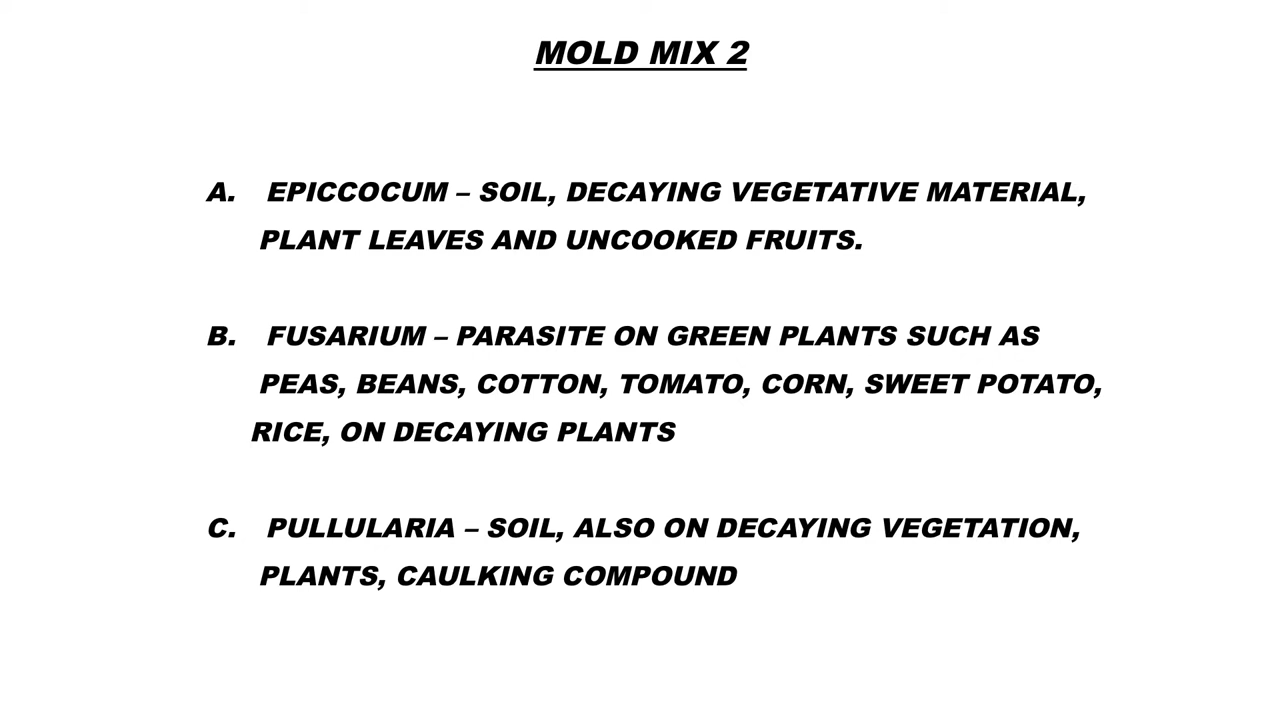 MOLD MIX 2
A. EPICCOCUM – SOIL, DECAYING VEGETATIVE MATERIAL,
PLANT LEAVES AND UNCOOKED FRUITS.
B. FUSARIUM – PARASITE ON GREEN PLANTS SUCH AS
PEAS, BEANS, COTTON, TOMATO, CORN, SWEET POTATO,
RICE, ON DECAYING PLANTS
C. PULLULARIA – SOIL, ALSO ON DECAYING VEGETATION,
PLANTS, CAULKING COMPOUND